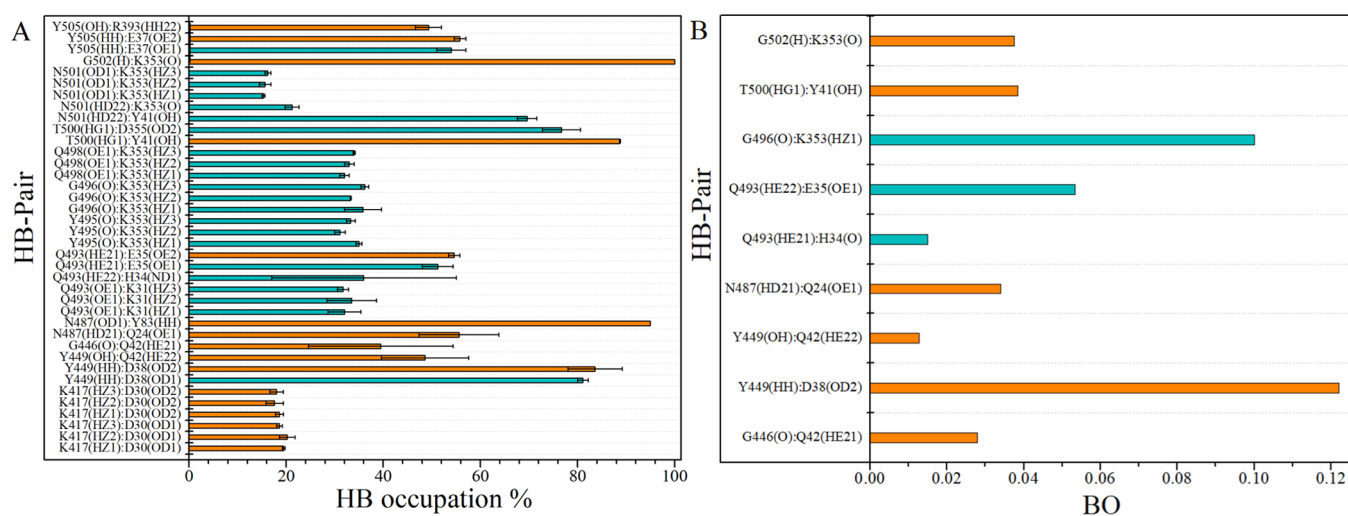 A
HB-Pair
Y505(OH):R393(HH22)
Y505(HH):E37(OE2)
Y505(HH):E37(OE1)
G502(H):K353(O)
N501(OD1):K353(HZ3)
N501(OD1):K353(HZ2)
N501(OD1):K353(HZ1)
N501(HD22):K353(O)
N501(HD22):Y41(OH)
T500(HG1):D355(OD2)
T500(HG1):Y41(OH)
Q498(OE1):K353(HZ3)
Q498(OE1):K353(HZ2)
Q498(OE1):K353(HZ1)
G496(O):K353(HZ3)
G496(O):K353(HZ2)
G496(O):K353(HZ1)
Y495(O):K353(HZ3)
Y495(O):K353(HZ2)
Y495(O):K353(HZ1)
Q493(HE21):E35(OE2)
Q493(HE21):E35(OE1)
Q493(HE22):H34(ND1)
Q493(OE1):K31(HZ3)
Q493(OE1):K31(HZ2)
Q493(OE1):K31(HZ1)
N487(OD1):Y83(HH)
N487(HD21):Q24(OE1)
G446(O):Q42(HE21)
Y449(OH):Q42(HE22)
Y449(HH):D38(OD2)
Y449(HH):D38(OD1)
K417(HZ3):D30(OD2)
K417(HZ2):D30(OD2)
K417(HZ1):D30(OD2)
K417(HZ3):D30(OD1)
K417(HZ2):D30(OD1)
K417(HZ1):D30(OD1)
0 20 40 60 80 100
HB occupation %
B
HB-Pair
G502(H):K353(O)
T500(HG1):Y41(OH)
G496(O):K353(HZ1)
Q493(HE22):E35(OE1)
Q493(HE21):H34(O)
N487(HD21):Q24(OE1)
Y449(OH):Q42(HE22)
Y449(HH):D38(OD2)
G446(O):Q42(HE21)
0.00 0.02 0.04 0.06 0.08 0.10 0.12
BO